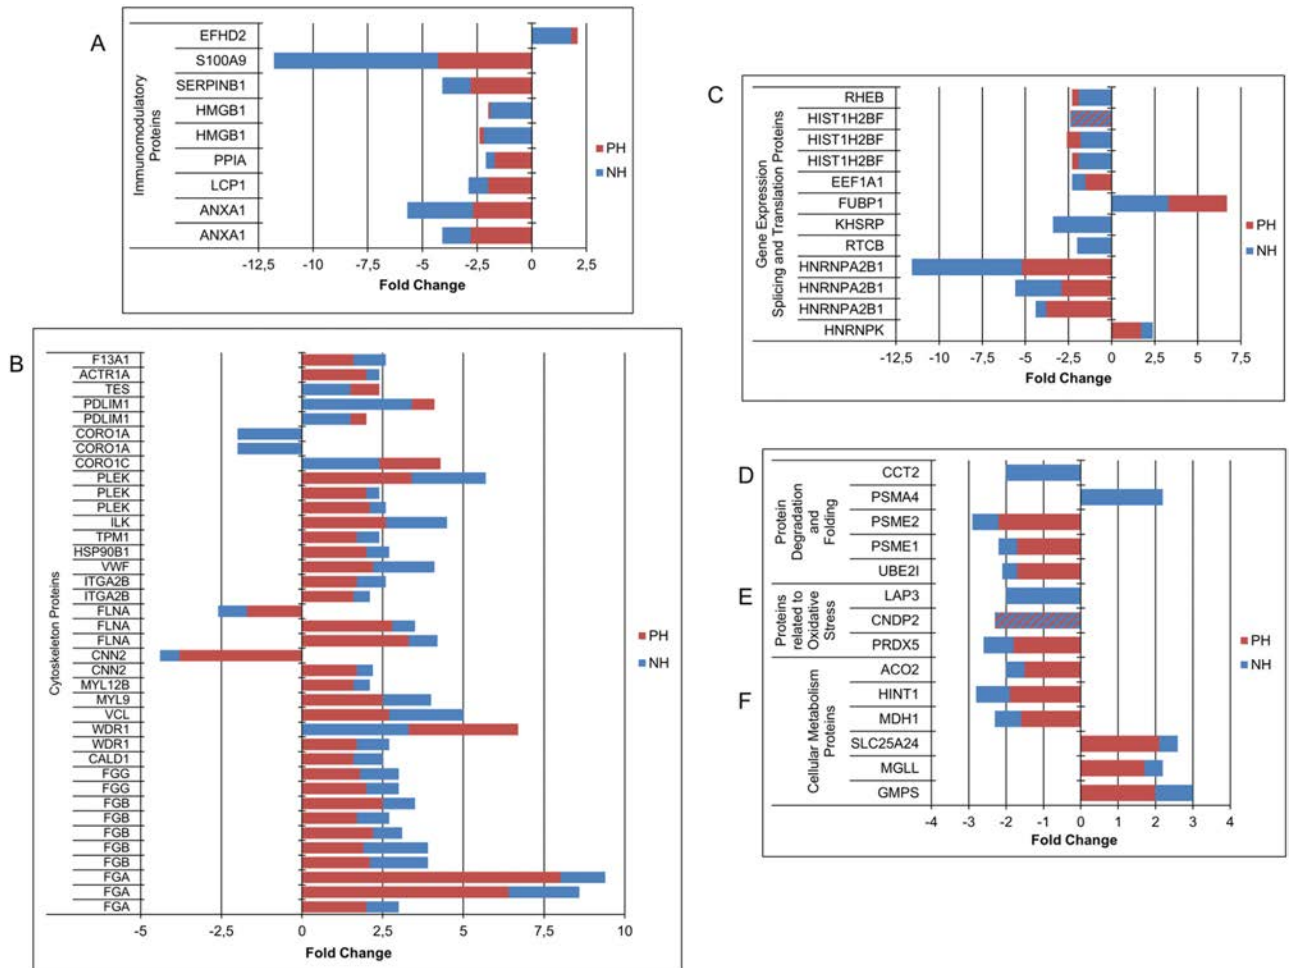 A
Immunomodulatory
Proteins
EFHD2
S100A9
SERPINB1
HMGB1
HMGB1
PPIA
LCP1
ANXA1
ANXA1
-12,5 -10 -7,5 -5 -2,5 0 2,5
Fold Change
PH
NH
B
Cytoskeleton Proteins
F13A1
ACTR1A
TES
PDLIM1
PDLIM1
CORO1A
CORO1A
CORO1C
PLEK
PLEK
PLEK
ILK
TPM1
HSP90B1
VWF
ITGA2B
ITGA2B
FLNA
FLNA
FLNA
CNN2
CNN2
MYL12B
MYL9
VCL
WDR1
WDR1
CALD1
FGG
FGG
FGB
FGB
FGB
FGB
FGB
FGA
FGA
FGA
-5 -2,5 0 2,5 5 7,5 10
Fold Change
PH
NH
C
Gene Expression
Splicing and Translation Proteins
RHEB
HIST1H2BF
HIST1H2BF
HIST1H2BF
EEF1A1
FUBP1
KHSRP
RTCB
HNRNPA2B1
HNRNPA2B1
HNRNPA2B1
HNRNPK
-12,5 -10 -7,5 -5 -2,5 0 2,5 5 7,5
Fold Change
PH
NH
D
Protein
Degradation
and
Folding
CCT2
PSMA4
PSME2
PSME1
UBE2I
E
Proteins
related to
Oxidative
Stress
LAP3
CNDP2
PRDX5
F
Cellular Metabolism
Proteins
ACO2
HINT1
MDH1
SLC25A24
MGLL
GMPS
-4 -3 -2 -1 0 1 2 3 4
Fold Change
PH
NH